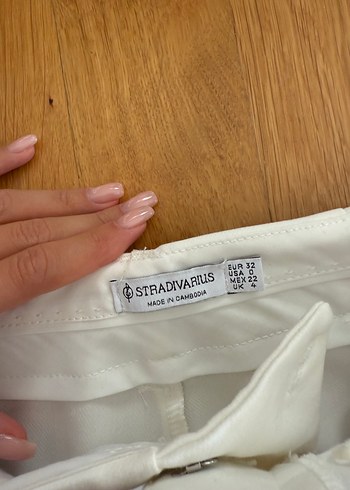 STRADIVARIUS
MADE IN CAMBODIA
EUR 32
USA 0
MEX 22
UK 4